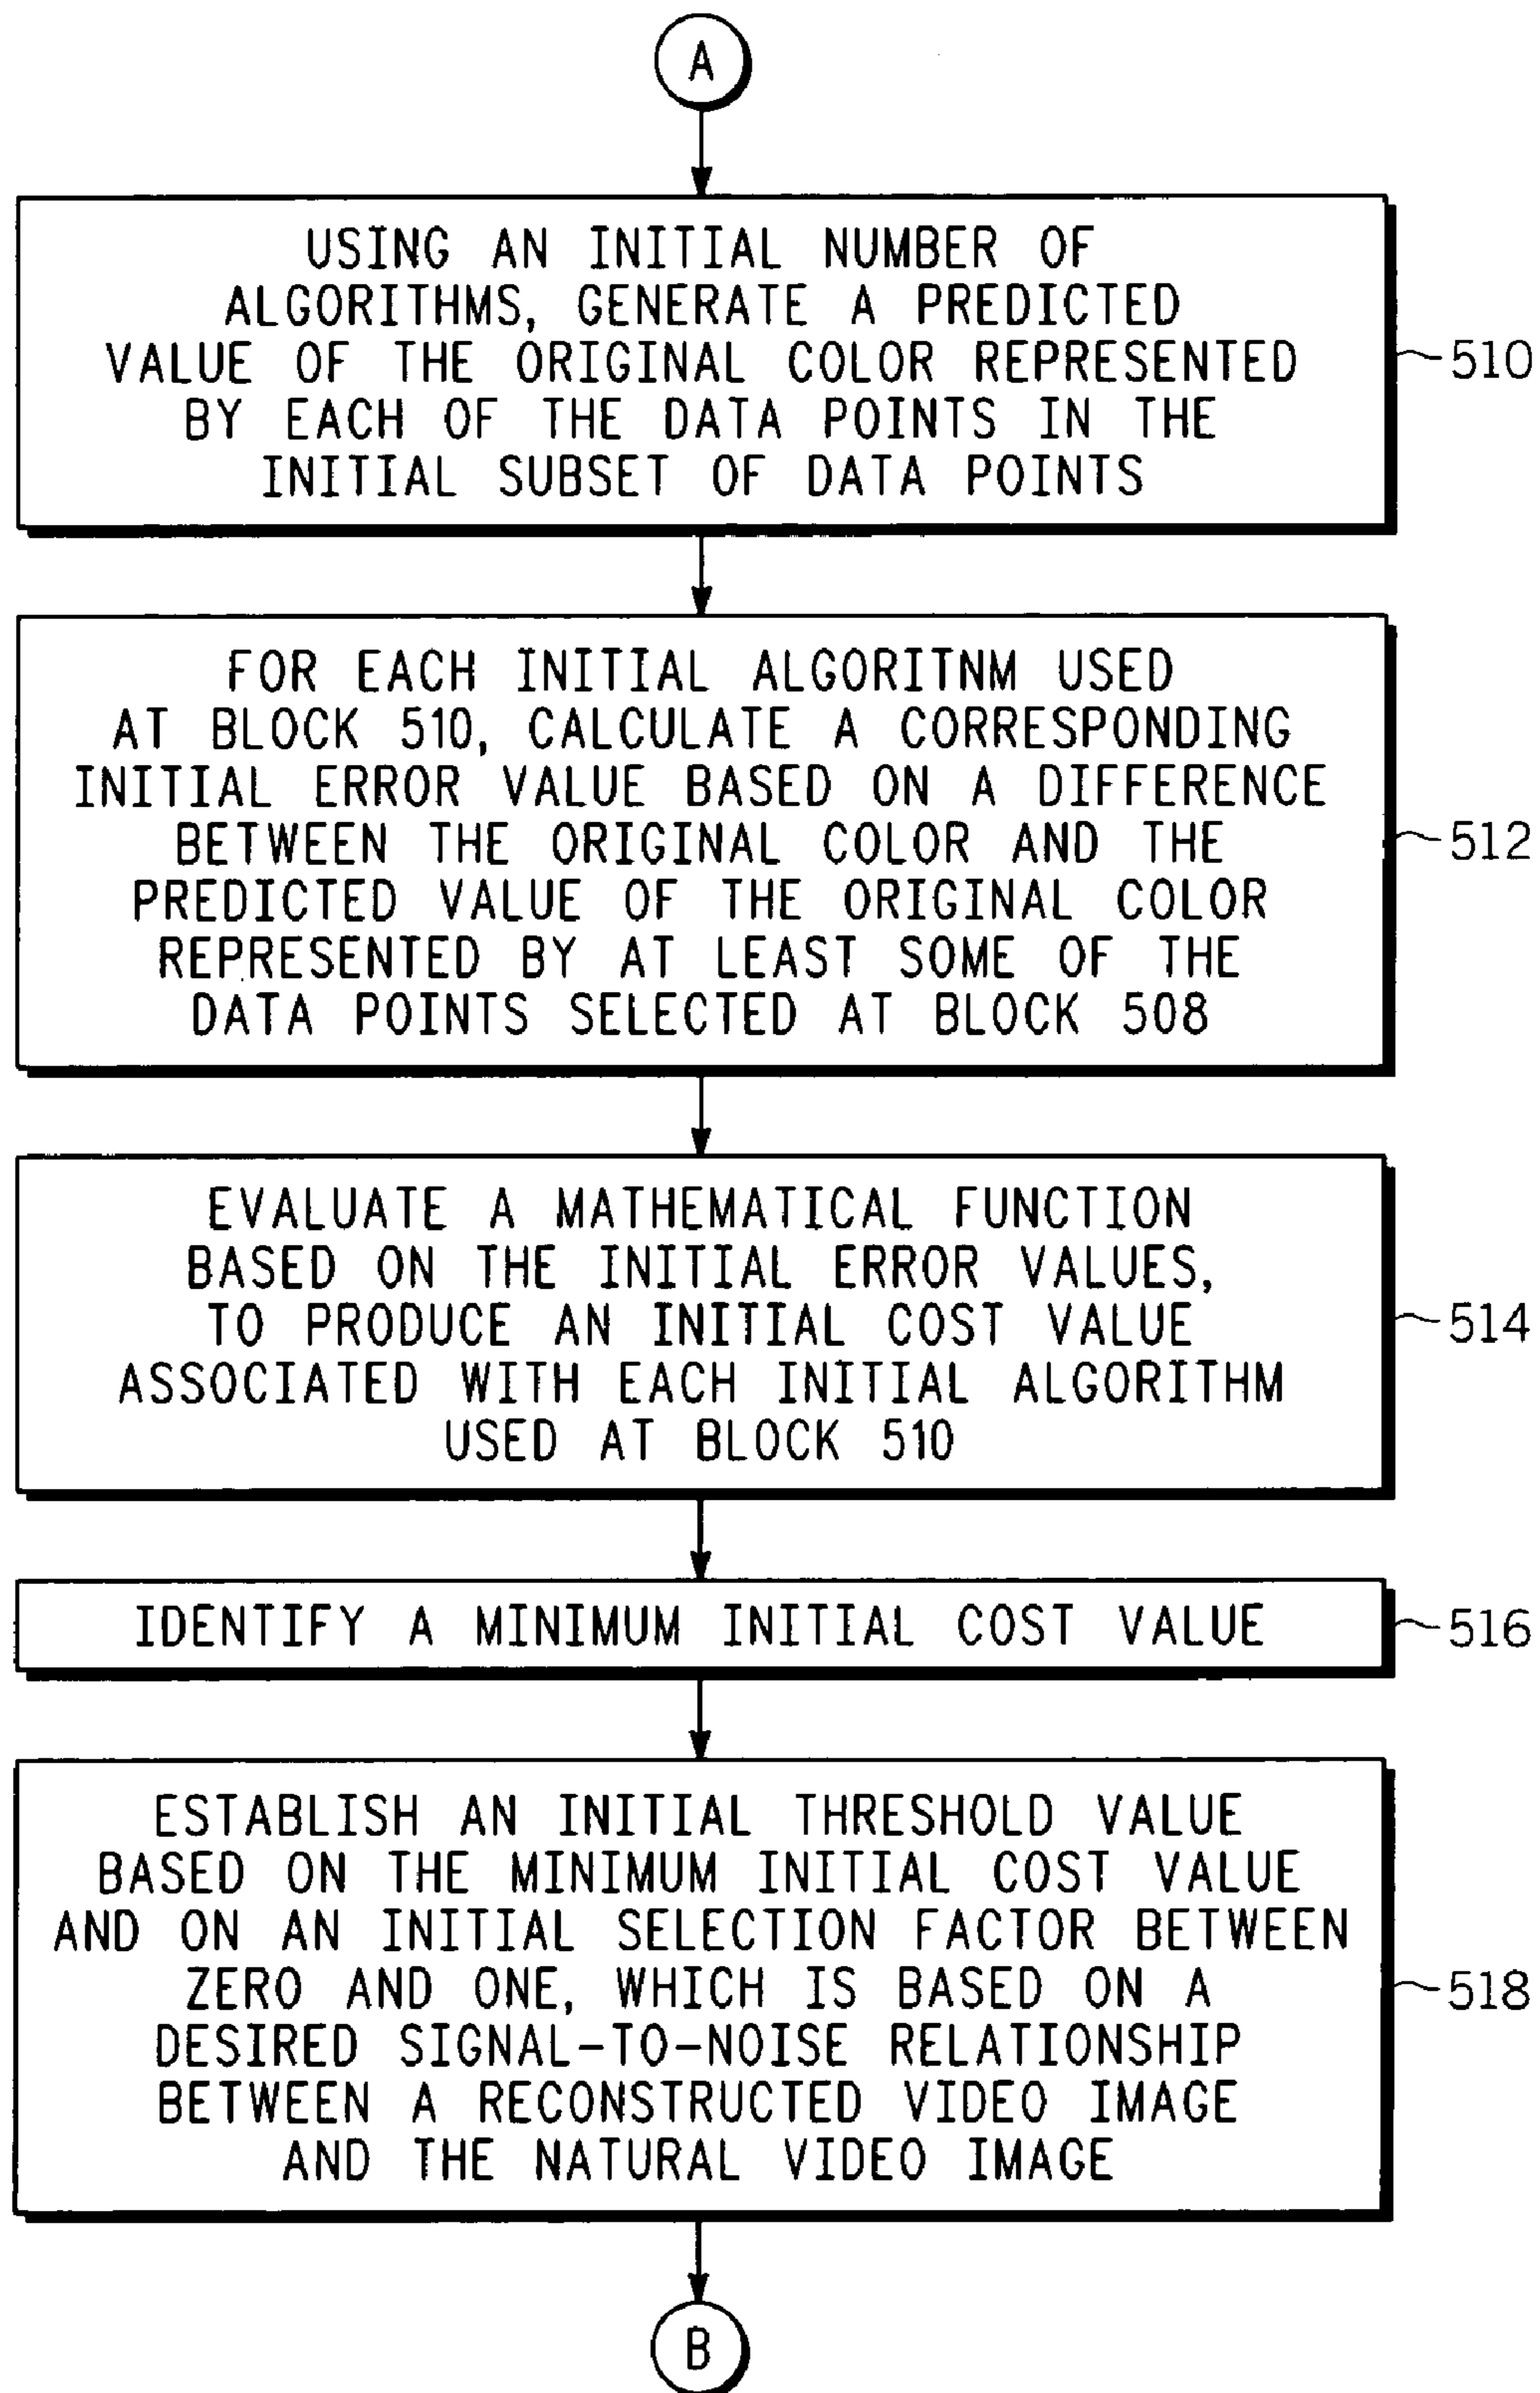 A
USING AN INITIAL NUMBER OF
ALGORITHMS, GENERATE A PREDICTED
VALUE OF THE ORIGINAL COLOR REPRESENTED
BY EACH OF THE DATA POINTS IN THE
INITIAL SUBSET OF DATA POINTS
510
FOR EACH INITIAL ALGORITNM USED
AT BLOCK 510, CALCULATE A CORRESPONDING
INITIAL ERROR VALUE BASED ON A DIFFERENCE
BETWEEN THE ORIGINAL COLOR AND THE
PREDICTED VALUE OF THE ORIGINAL COLOR
REPRESENTED BY AT LEAST SOME OF THE
DATA POINTS SELECTED AT BLOCK 508
512
EVALUATE A MATHEMATICAL FUNCTION
BASED ON THE INITIAL ERROR VALUES,
TO PRODUCE AN INITIAL COST VALUE
ASSOCIATED WITH EACH INITIAL ALGORITHM
USED AT BLOCK 510
514
IDENTIFY A MINIMUM INITIAL COST VALUE
516
ESTABLISH AN INITIAL THRESHOLD VALUE
BASED ON THE MINIMUM INITIAL COST VALUE
AND ON AN INITIAL SELECTION FACTOR BETWEEN
ZERO AND ONE, WHICH IS BASED ON A
DESIRED SIGNAL-TO-NOISE RELATIONSHIP
BETWEEN A RECONSTRUCTED VIDEO IMAGE
AND THE NATURAL VIDEO IMAGE
518
B